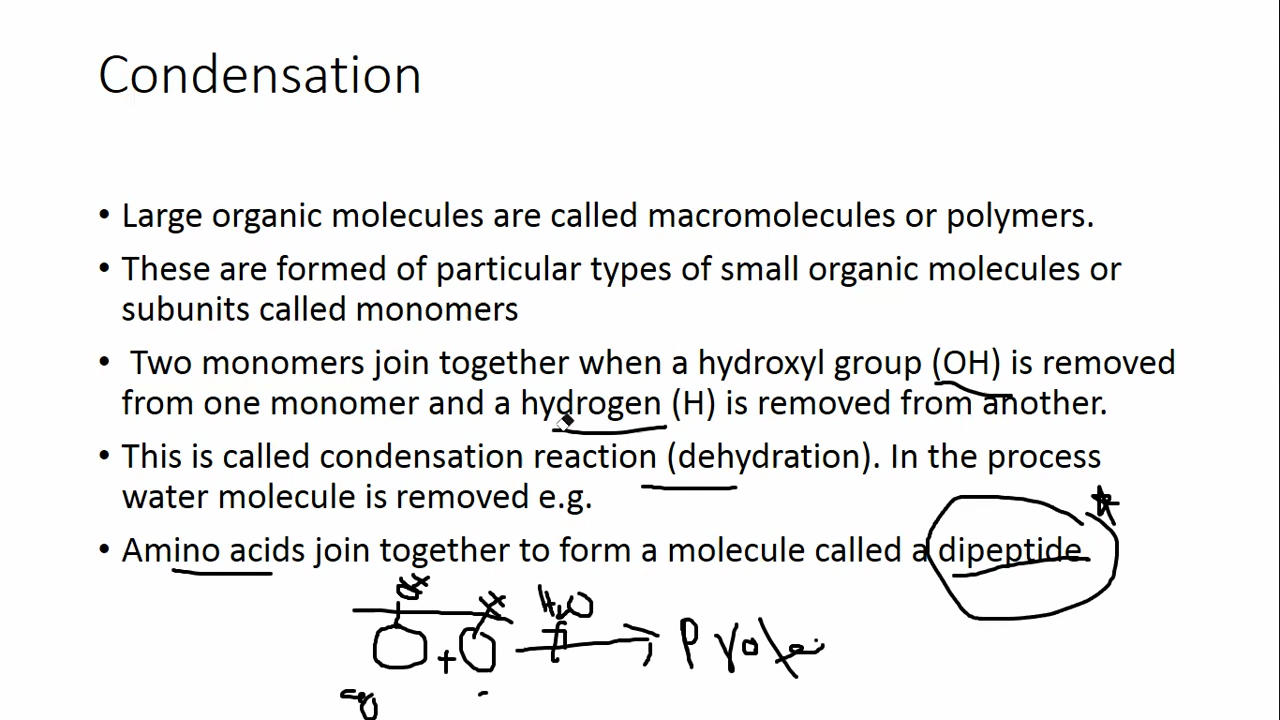 Condensation
• Large organic molecules are called macromolecules or polymers.
• These are formed of particular types of small organic molecules or
subunits called monomers
• Two monomers join together when a hydroxyl group (OH) is removed
from one monomer and a hydrogen (H) is removed from another.
• This is called condensation reaction (dehydration). In the process
water molecule is removed e.g.
• Amino acids join together to form a molecule called a dipeptide
H₂O
+